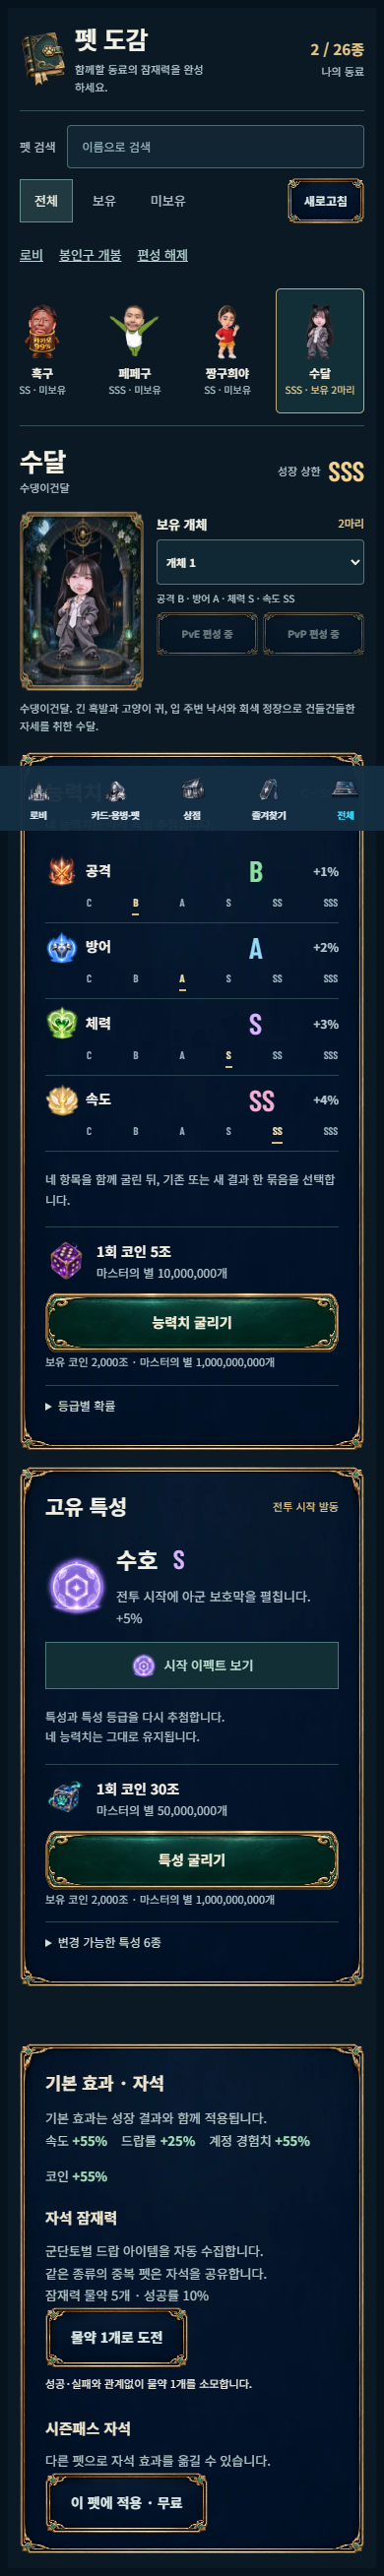 펫 도감
함께할 동료의 잠재력을 완성
하세요.
2 / 26종
나의 동료
펫 검색
이름으로 검색
전체
보유
미보유
새로고침
로비
봉인구 개봉
편성 해제
흑구
SS · 미보유
페페구
SSS · 미보유
짱구희야
SS · 미보유
수달
SSS · 보유 2마리
수달
수댕이건달
성장 상한 SSS
보유 개체
2마리
개체 1
공격 B · 방어 A · 체력 S · 속도 SS
PvE 편성 중
PvP 편성 중
수댕이건달. 긴 흑발과 고양이 귀, 입 주변 낙서와 회색 정장으로 건들건들한
자세를 취한 수달.
능력치
로비
카드·용병·펫
상점
즐겨찾기
전체
공격
B
+1%
C B A S SS SSS
방어
A
+2%
C B A S SS SSS
체력
S
+3%
C B A S SS SSS
속도
SS
+4%
C B A S SS SSS
네 항목을 함께 굴린 뒤, 기존 또는 새 결과 한 묶음을 선택합
니다.
1회 코인 5조
마스터의 별 10,000,000개
능력치 굴리기
보유 코인 2,000조 · 마스터의 별 1,000,000,000개
▶ 등급별 확률
고유 특성
전투 시작 발동
수호 S
전투 시작에 아군 보호막을 펼칩니다.
+5%
시작 이펙트 보기
특성과 특성 등급을 다시 추첨합니다.
네 능력치는 그대로 유지됩니다.
1회 코인 30조
마스터의 별 50,000,000개
특성 굴리기
보유 코인 2,000조 · 마스터의 별 1,000,000,000개
▶ 변경 가능한 특성 6종
기본 효과 · 자석
기본 효과는 성장 결과와 함께 적용됩니다.
속도 +55% 드랍률 +25% 계정 경험치 +55%
코인 +55%
자석 잠재력
군단토벌 드랍 아이템을 자동 수집합니다.
같은 종류의 중복 펫은 자석을 공유합니다.
잠재력 물약 5개 · 성공률 10%
물약 1개로 도전
성공·실패와 관계없이 물약 1개를 소모합니다.
시즌패스 자석
다른 펫으로 자석 효과를 옮길 수 있습니다.
이 펫에 적용 · 무료